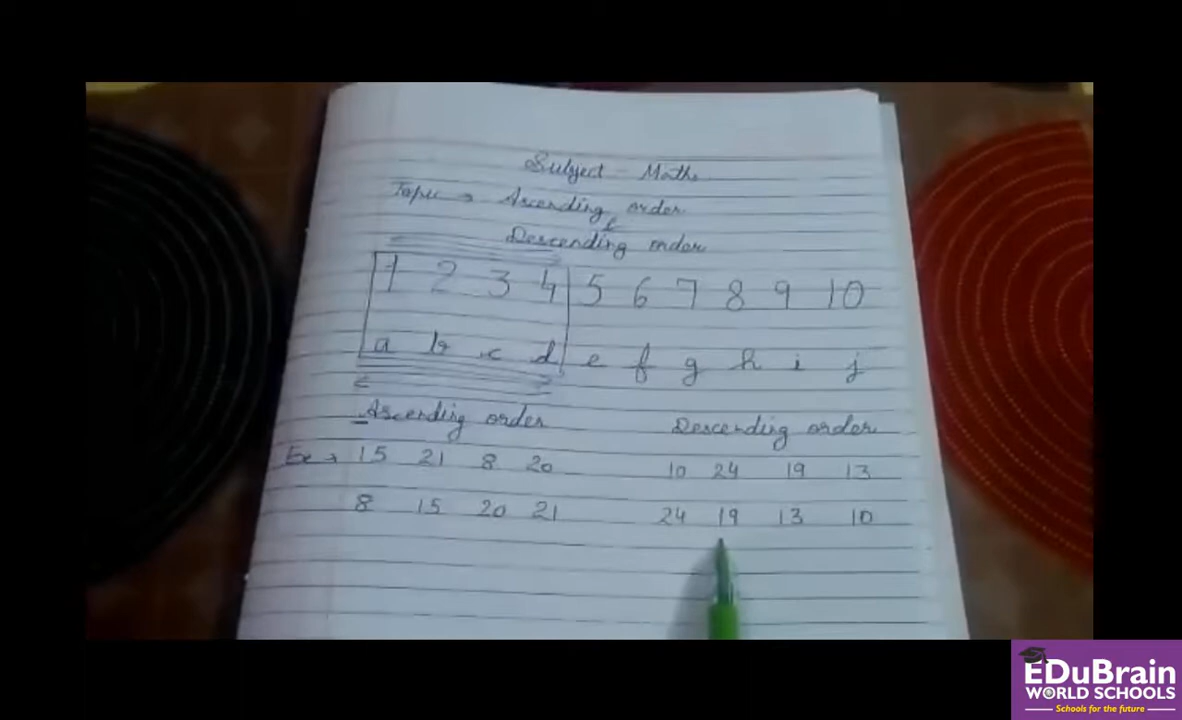 Subject - Maths
Topic → Ascending order
&
Descending order
1 2 3 4 5 6 7 8 9 10
a b c d e f g h i j
Ascending order Descending order
Ex → 15 21 8 20 10 24 19 13
8 15 20 21 24 19 13 10
EDuBrain
WORLD SCHOOLS
Schools for the future